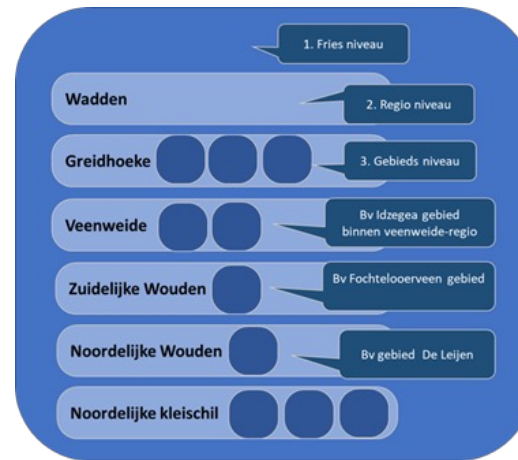 1. Fries niveau
Wadden
2. Regio niveau
Greidhoeke
3. Gebieds niveau
Veenweide
Bv Idzegea gebied
binnen veenweide-regio
Zuidelijke Wouden
Bv Fochtelooerveen gebied
Noordelijke Wouden
Bv gebied De Leijen
Noordelijke kleischil